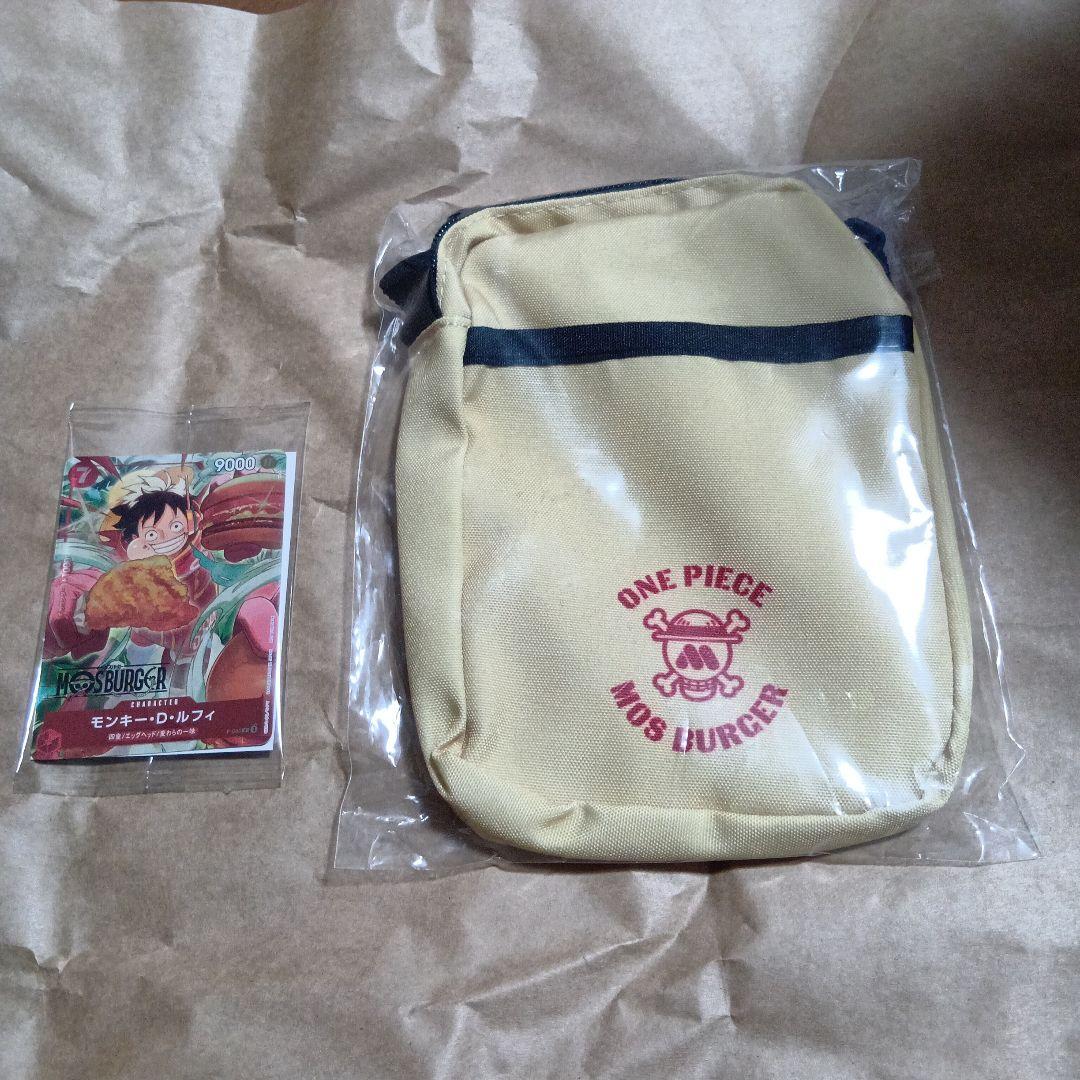 7
9000
MOSBURGER
CHARACTER
モンキー・D・ルフィ
四皇/エッグヘッド/麦わらの一味
ONE PIECE
M
MOS BURGER